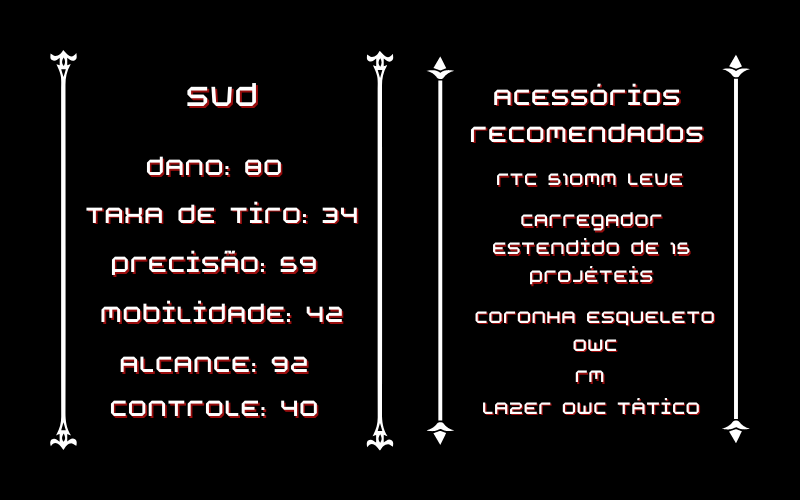 SUD
DANO: 80
TAXA DE TIRO: 34
PRECISÃO: 59
MOBILIDADE: 42
ALCANCE: 92
CONTROLE: 40
ACESSÓRIOS
RECOMENDADOS
RTC 510MM LEVE
CARREGADOR
ESTENDIDO DE 15
PROJÉTEIS
CORONHA ESQUELETO
OWC
RM
LAZER OWC TÁTICO